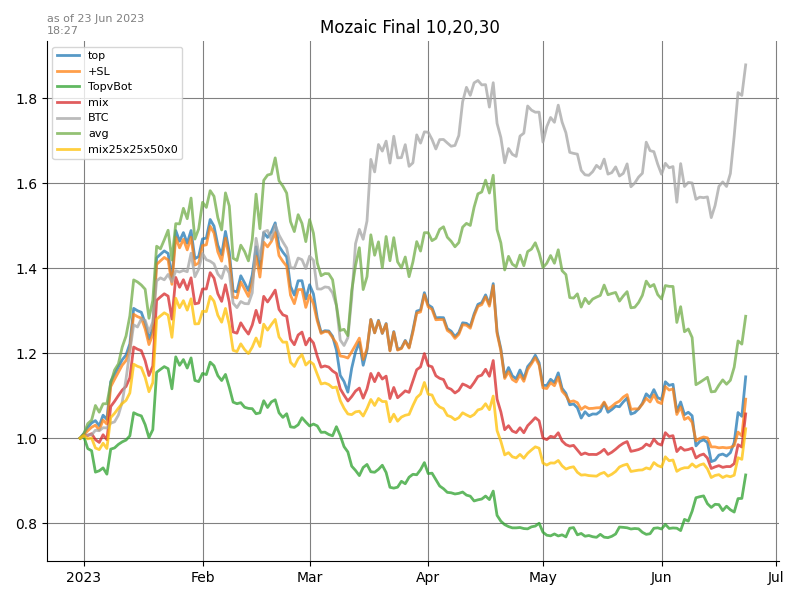 as of 23 Jun 2023
18:27
Mozaic Final 10,20,30
top
+SL
TopvBot
mix
BTC
avg
mix25x25x50x0
1.8
1.6
1.4
1.2
1.0
0.8
2023 Feb Mar Apr May Jun Jul